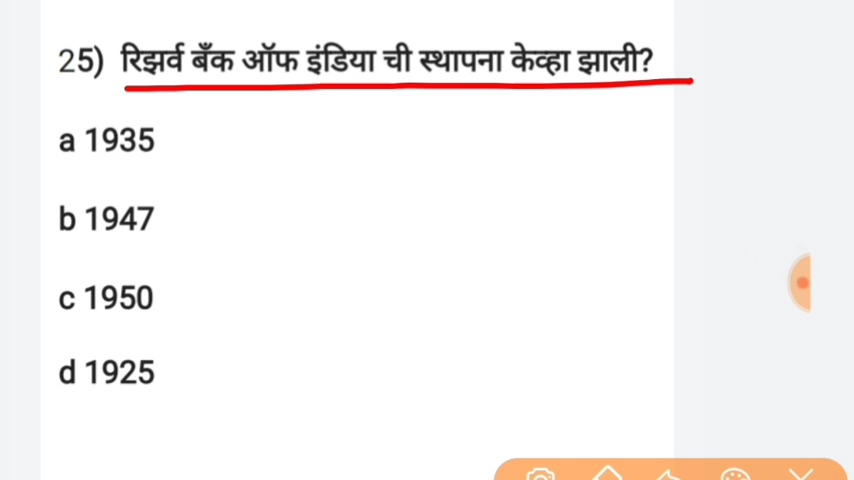 25) रिझर्व बँक ऑफ इंडिया ची स्थापना केव्हा झाली?
a 1935
b 1947
c 1950
d 1925